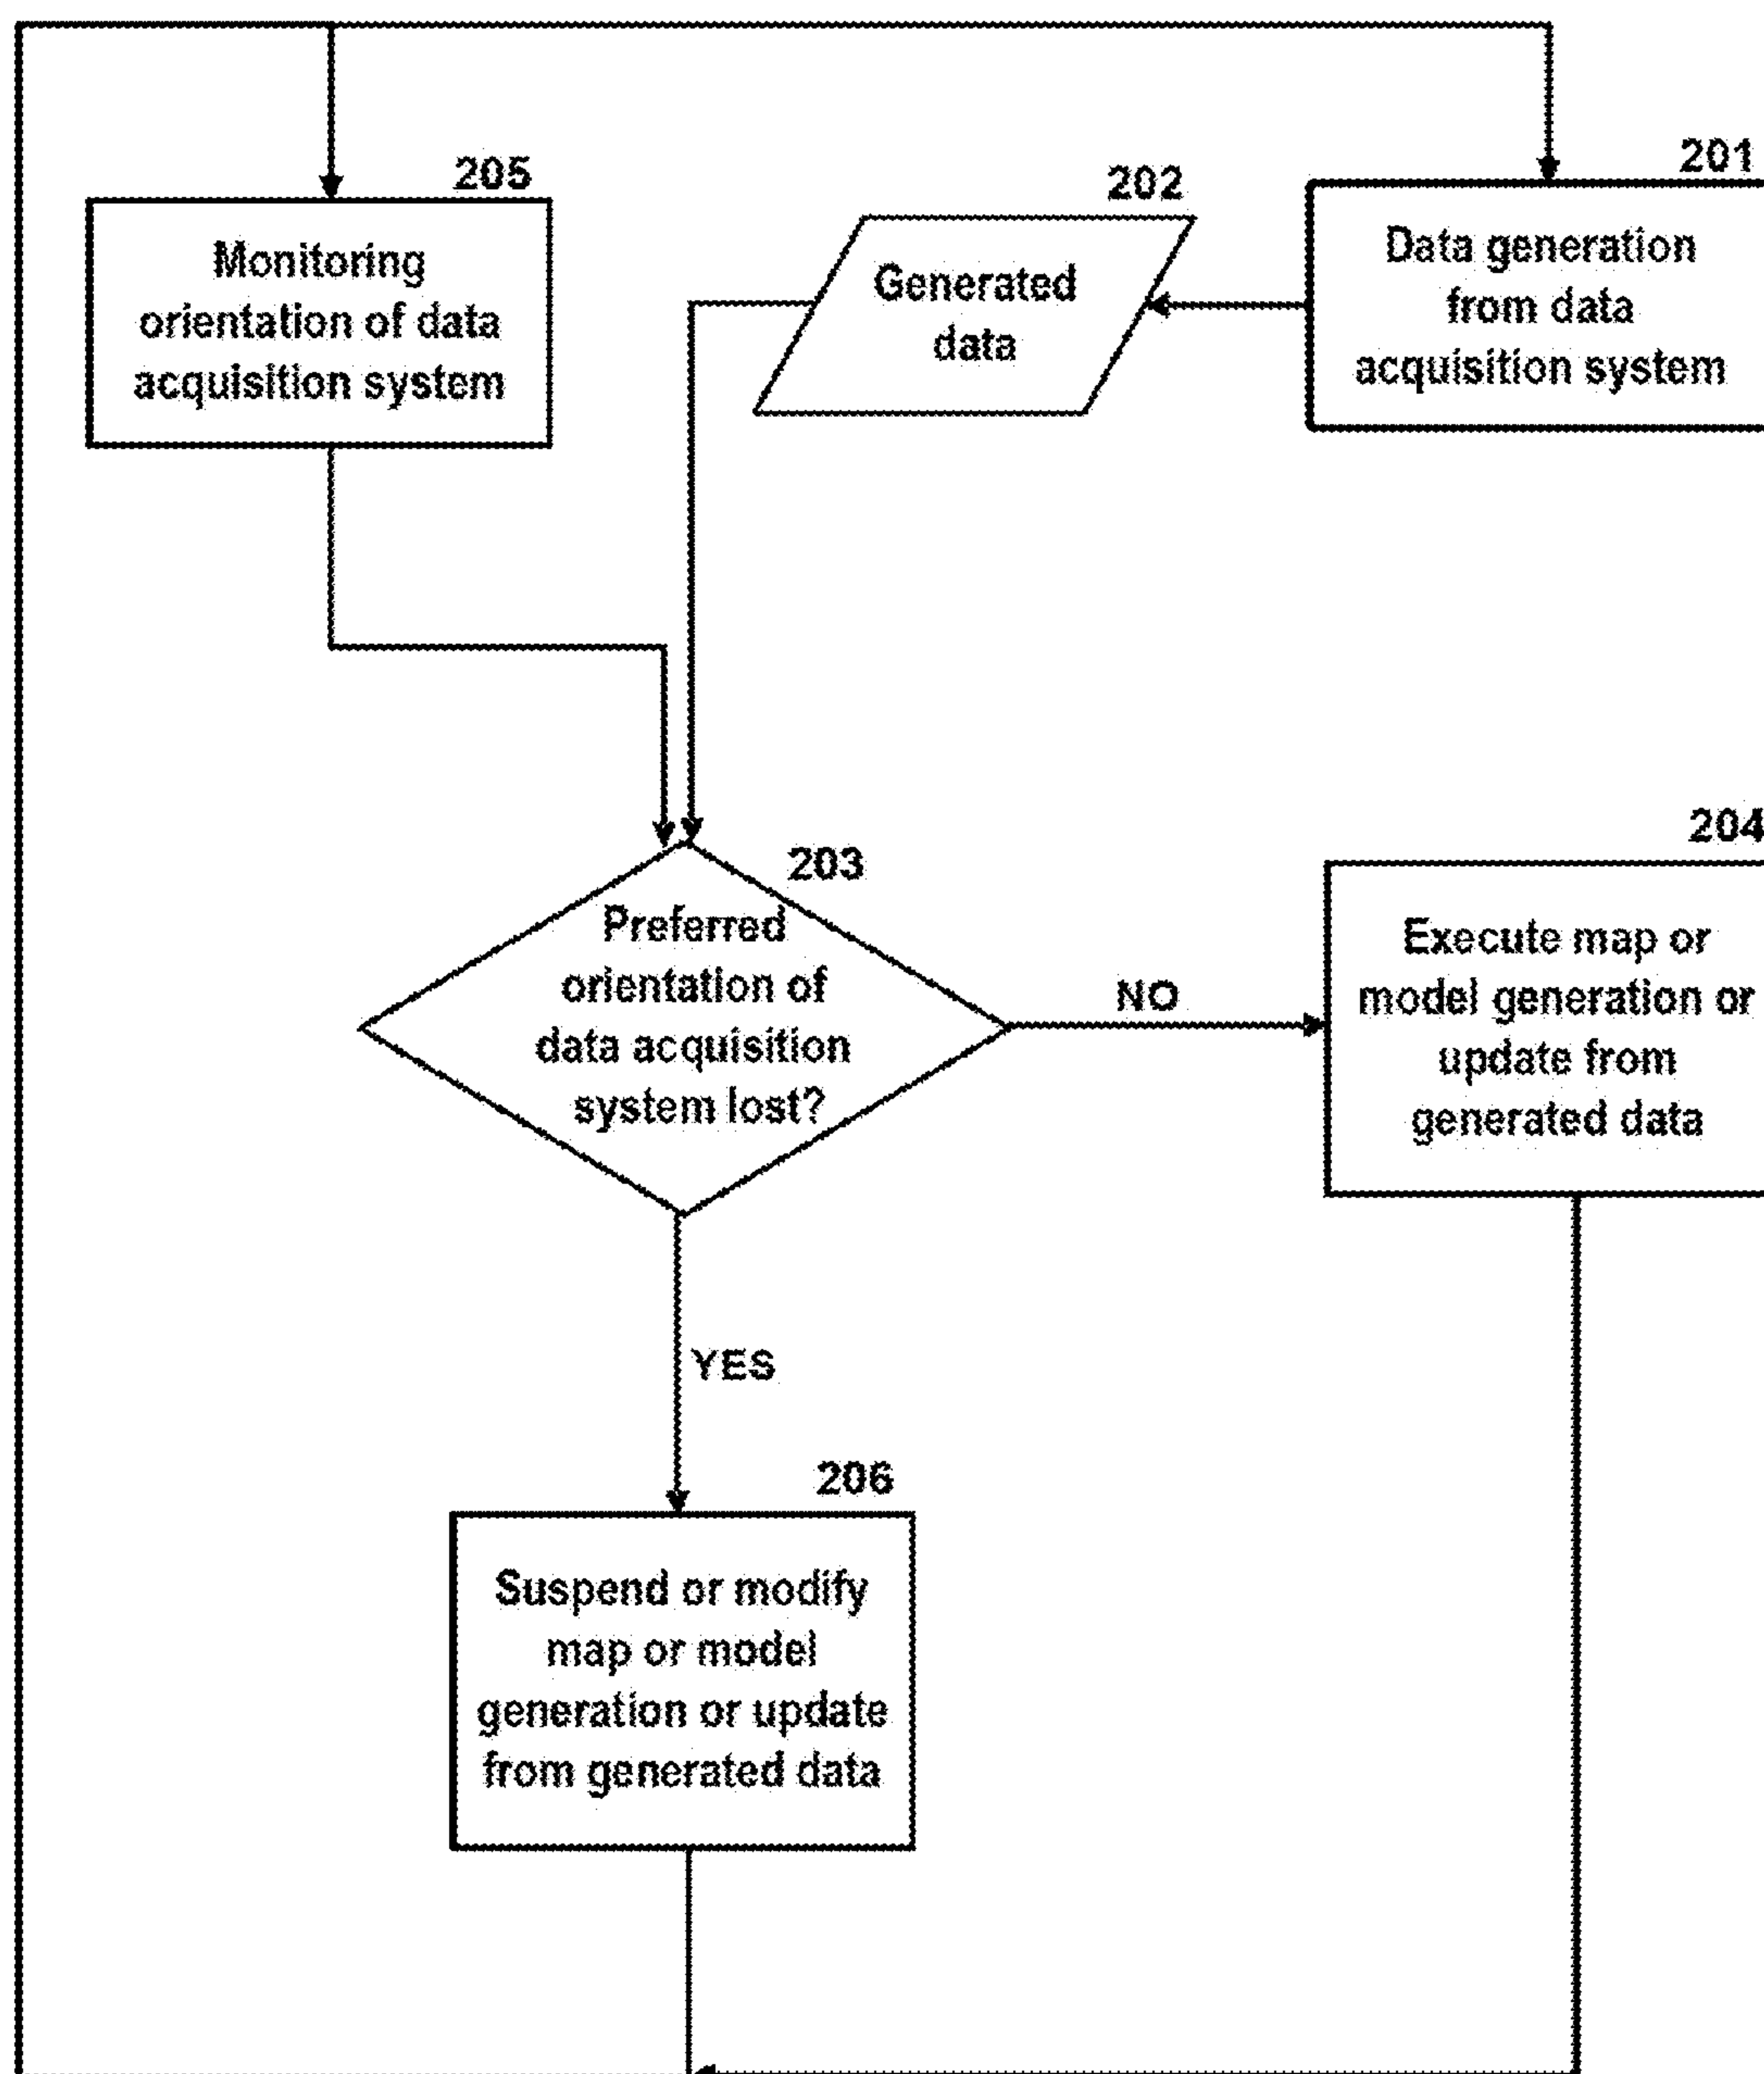 205
Monitoring
orientation of data
acquisition system
202
Generated
data
201
Data generation
from data
acquisition system
203
Preferred
orientation of
data acquisition
system lost?
NO
204
Execute map or
model generation or
update from
generated data
YES
206
Suspend or modify
map or model
generation or update
from generated data